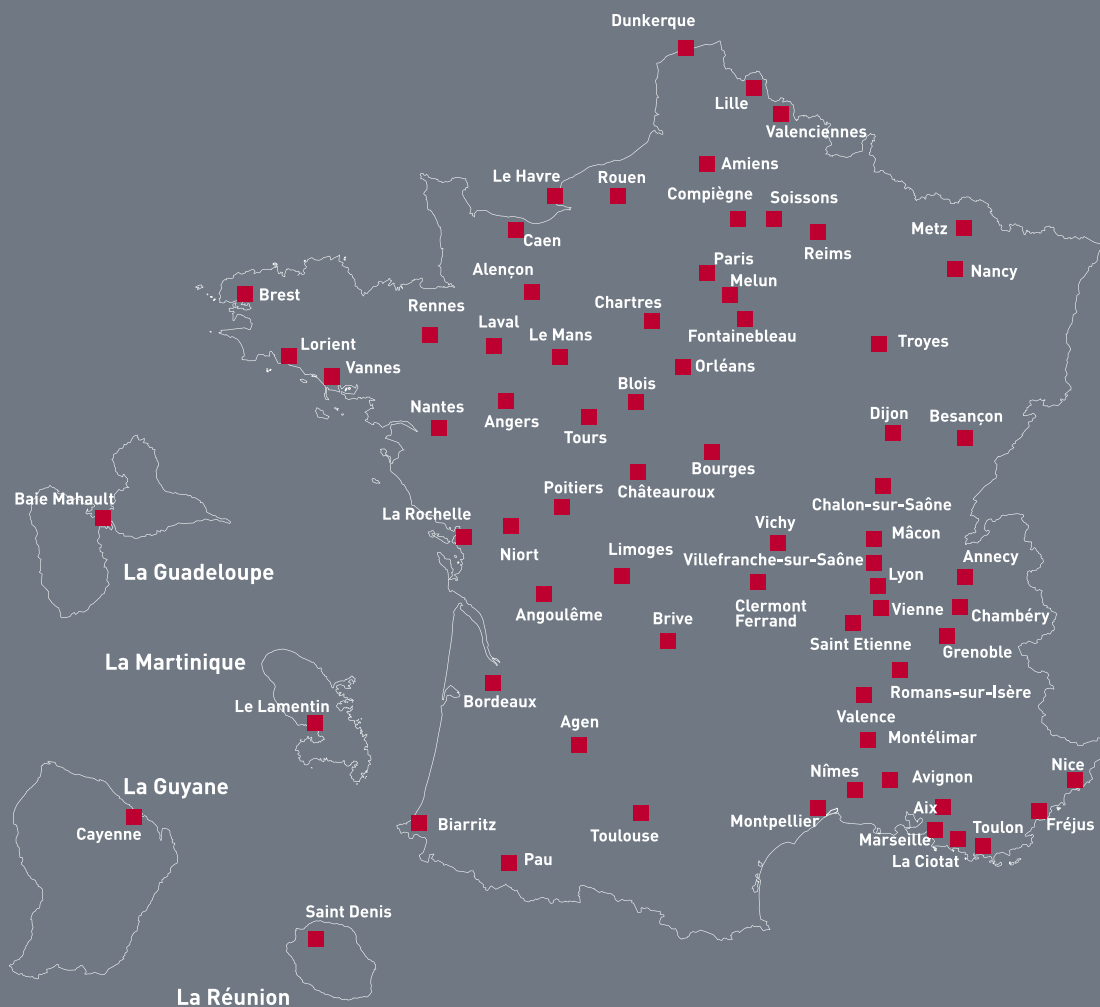 Dunkerque
Lille
Valenciennes
Amiens
Le Havre
Rouen
Compiègne
Soissons
Caen
Reims
Metz
Paris
Nancy
Alençon
Melun
Brest
Chartres
Rennes
Laval
Le Mans
Fontainebleau
Troyes
Lorient
Vannes
Orléans
Blois
Nantes
Angers
Tours
Dijon
Besançon
Bourges
Châteauroux
Poitiers
Chalon-sur-Saône
Baie Mahault
La Rochelle
Niort
Vichy
Mâcon
La Guadeloupe
Limoges
Villefranche-sur-Saône
Annecy
Lyon
Angoulême
Clermont
Ferrand
Vienne
Chambéry
Brive
Saint Etienne
Grenoble
La Martinique
Romans-sur-Isère
Bordeaux
Le Lamentin
Valence
Agen
Montélimar
La Guyane
Nîmes
Avignon
Nice
Cayenne
Biarritz
Toulouse
Montpellier
Aix
Marseille
Toulon
Fréjus
La Ciotat
Pau
Saint Denis
La Réunion